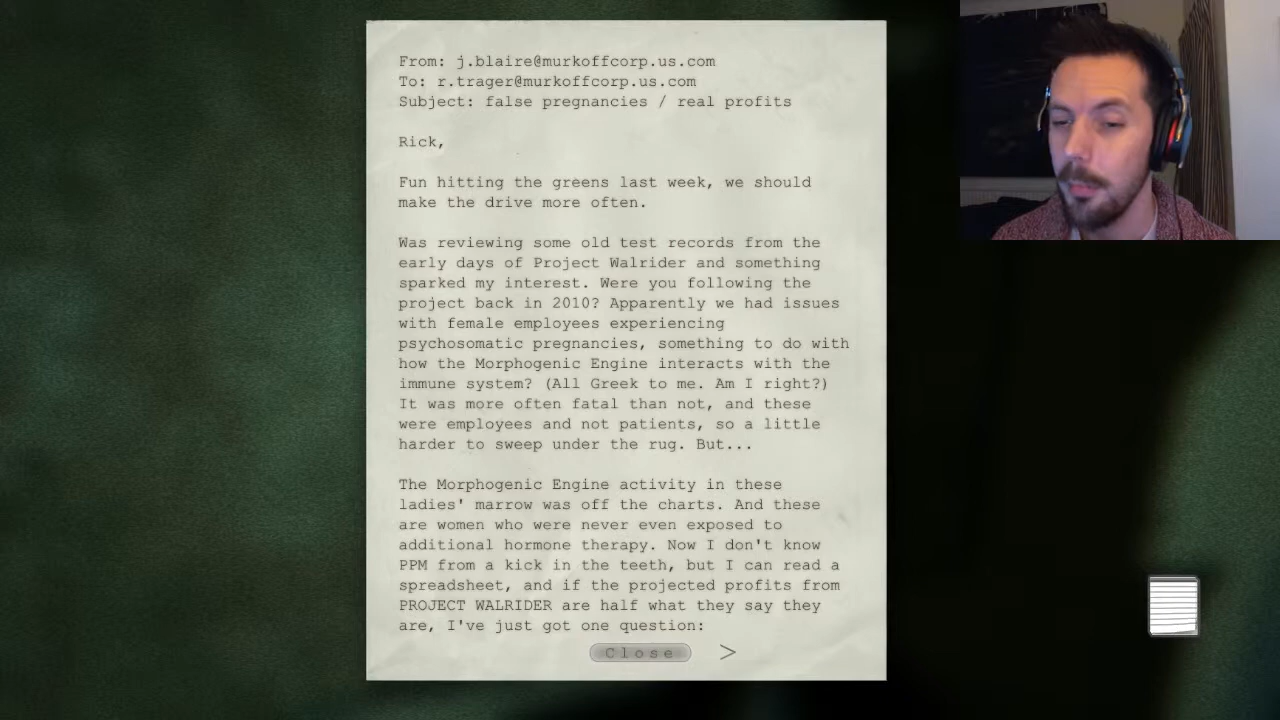 From: j.blaire@murkoffcorp.us.com
To: r.trager@murkoffcorp.us.com
Subject: false pregnancies / real profits
Rick,
Fun hitting the greens last week, we should
make the drive more often.
Was reviewing some old test records from the
early days of Project Walrider and something
sparked my interest. Were you following the
project back in 2010? Apparently we had issues
with female employees experiencing
psychosomatic pregnancies, something to do with
how the Morphogenic Engine interacts with the
immune system? (All Greek to me. Am I right?)
It was more often fatal than not, and these
were employees and not patients, so a little
harder to sweep under the rug. But...
The Morphogenic Engine activity in these
ladies' marrow was off the charts. And these
are women who were never even exposed to
additional hormone therapy. Now I don't know
PPM from a kick in the teeth, but I can read a
spreadsheet, and if the projected profits from
PROJECT WALRIDER are half what they say they
are, I've just got one question:
Close >